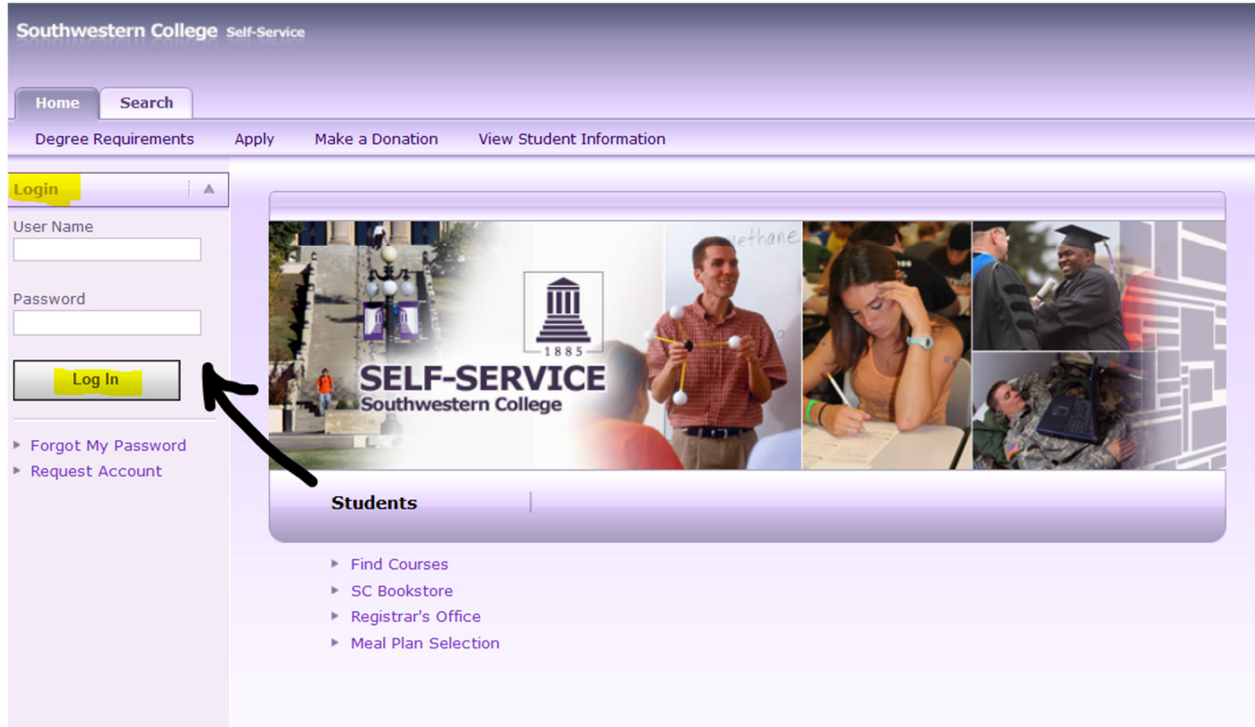 Southwestern College Self-Service
Home Search
Degree Requirements Apply Make a Donation View Student Information
Login
User Name
Password
Log In
Forgot My Password
Request Account
ethane
1885
SELF-SERVICE
Southwestern College
Students
Find Courses
SC Bookstore
Registrar's Office
Meal Plan Selection